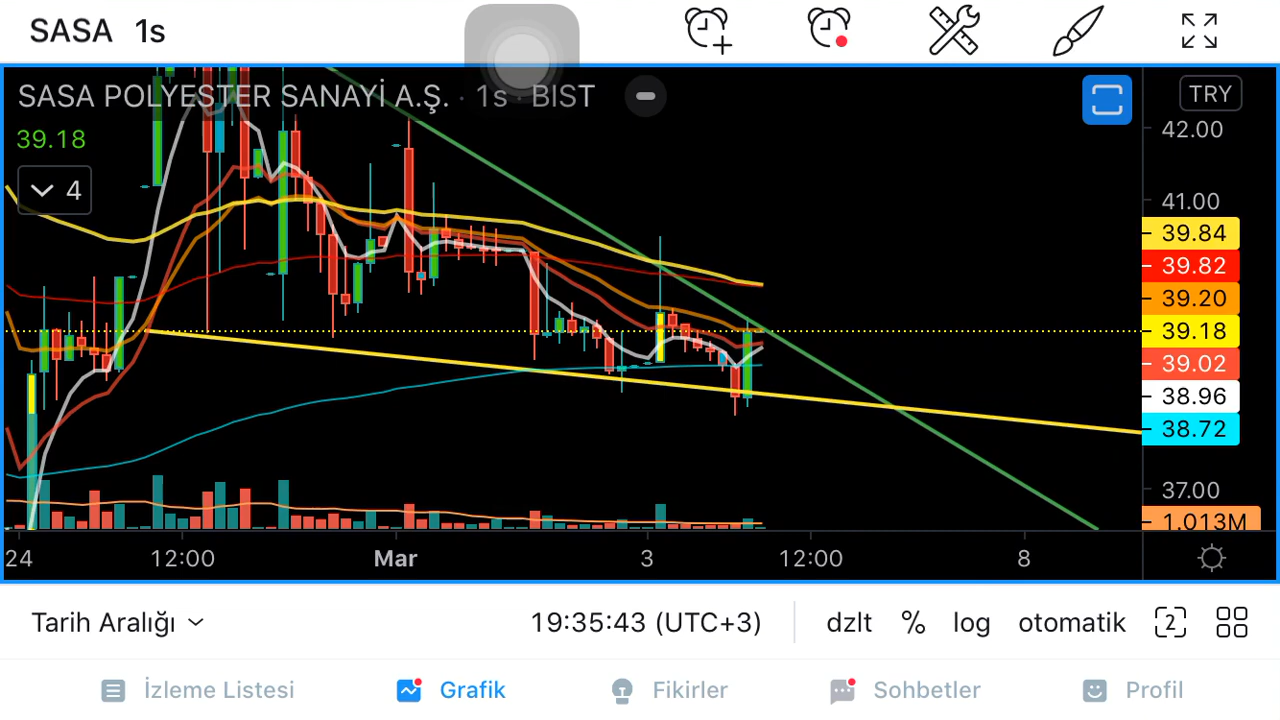 SASA 1s
SASA POLYESTER SANAYİ A.Ş. · 1s · BIST
TRY
39.18
4
42.00
41.00
39.84
39.82
39.20
39.18
39.02
38.96
38.72
37.00
1.013M
24 12:00 Mar 3 12:00 8
Tarih Aralığı 19:35:43 (UTC+3) dzlt % log otomatik 2
İzleme Listesi Grafik Fikirler Sohbetler Profil